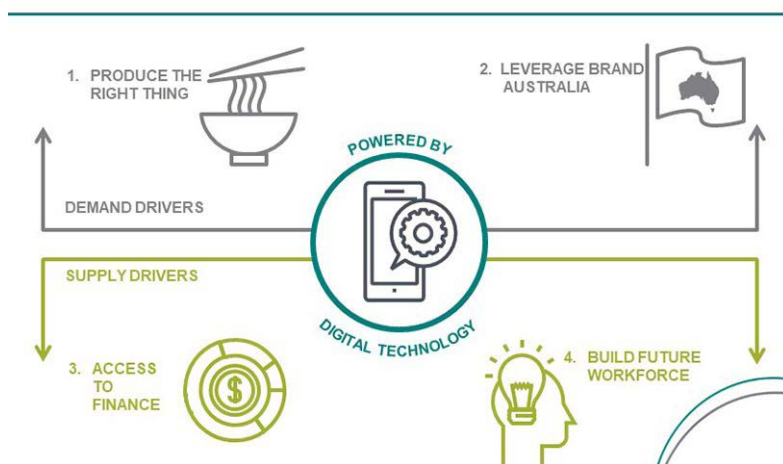 1. PRODUCE THE
RIGHT THING
2. LEVERAGE BRAND
AUSTRALIA
POWERED BY
DEMAND DRIVERS
SUPPLY DRIVERS
DIGITAL TECHNOLOGY
3. ACCESS
TO
FINANCE
$
4. BUILD FUTURE
WORKFORCE